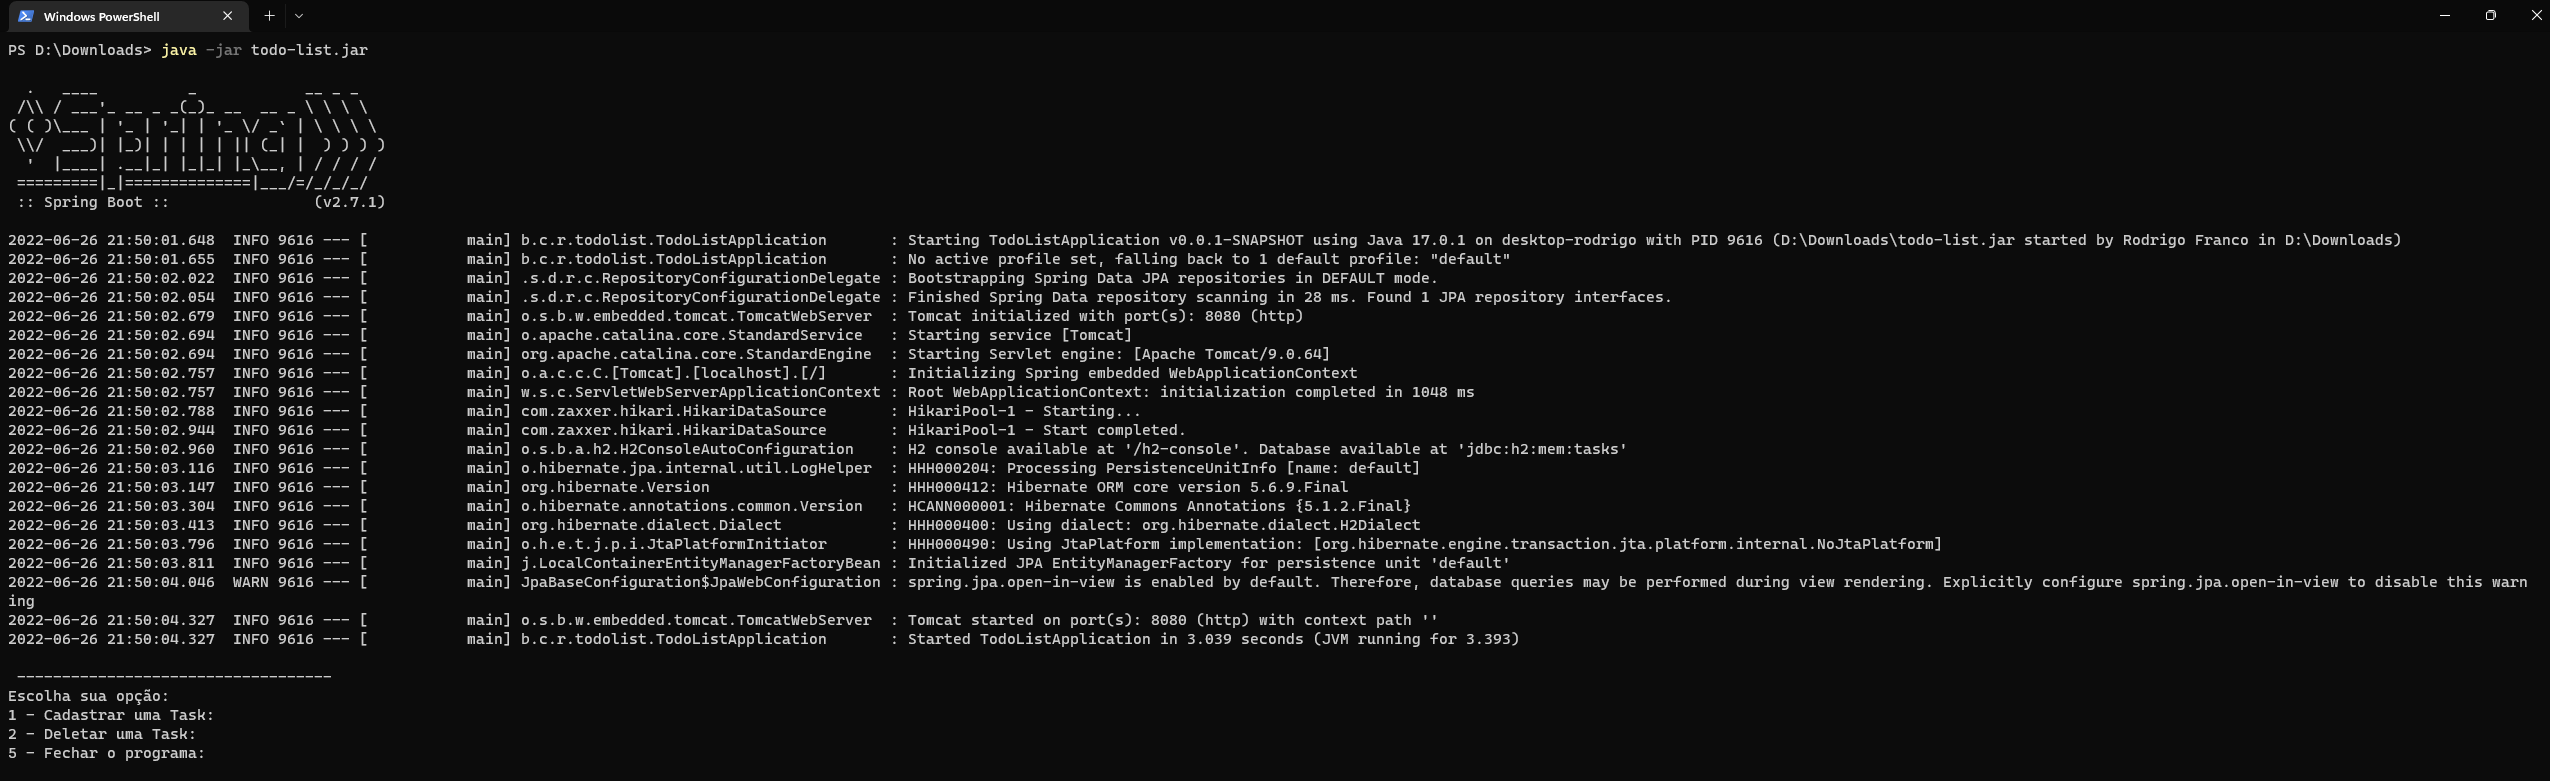 Windows PowerShell
PS D:\Downloads> java -jar todo-list.jar
  .   ____          _            __ _ _
 /\\ / ___'_ __ _ _(_)_ __  __ _ \ \ \ \
( ( )\___ | '_ | '_| | '_ \/ _` | \ \ \ \
 \\/  ___)| |_)| | | | | || (_| |  ) ) ) )
  '  |____| .__|_| |_|_| |_\__, | / / / /
 =========|_|==============|___/=/_/_/_/
 :: Spring Boot ::                (v2.7.1)
2022-06-26 21:50:01.648  INFO 9616 --- [           main] b.c.r.todolist.TodoListApplication       : Starting TodoListApplication v0.0.1-SNAPSHOT using Java 17.0.1 on desktop-rodrigo with PID 9616 (D:\Downloads\todo-list.jar started by Rodrigo Franco in D:\Downloads)
2022-06-26 21:50:01.655  INFO 9616 --- [           main] b.c.r.todolist.TodoListApplication       : No active profile set, falling back to 1 default profile: "default"
2022-06-26 21:50:02.022  INFO 9616 --- [           main] .s.d.r.c.RepositoryConfigurationDelegate : Bootstrapping Spring Data JPA repositories in DEFAULT mode.
2022-06-26 21:50:02.054  INFO 9616 --- [           main] .s.d.r.c.RepositoryConfigurationDelegate : Finished Spring Data repository scanning in 28 ms. Found 1 JPA repository interfaces.
2022-06-26 21:50:02.679  INFO 9616 --- [           main] o.s.b.w.embedded.tomcat.TomcatWebServer  : Tomcat initialized with port(s): 8080 (http)
2022-06-26 21:50:02.694  INFO 9616 --- [           main] o.apache.catalina.core.StandardService   : Starting service [Tomcat]
2022-06-26 21:50:02.694  INFO 9616 --- [           main] org.apache.catalina.core.StandardEngine  : Starting Servlet engine: [Apache Tomcat/9.0.64]
2022-06-26 21:50:02.757  INFO 9616 --- [           main] o.a.c.c.C.[Tomcat].[localhost].[/]       : Initializing Spring embedded WebApplicationContext
2022-06-26 21:50:02.757  INFO 9616 --- [           main] w.s.c.ServletWebServerApplicationContext : Root WebApplicationContext: initialization completed in 1048 ms
2022-06-26 21:50:02.788  INFO 9616 --- [           main] com.zaxxer.hikari.HikariDataSource       : HikariPool-1 - Starting...
2022-06-26 21:50:02.944  INFO 9616 --- [           main] com.zaxxer.hikari.HikariDataSource       : HikariPool-1 - Start completed.
2022-06-26 21:50:02.960  INFO 9616 --- [           main] o.s.b.a.h2.H2ConsoleAutoConfiguration    : H2 console available at '/h2-console'. Database available at 'jdbc:h2:mem:tasks'
2022-06-26 21:50:03.116  INFO 9616 --- [           main] o.hibernate.jpa.internal.util.LogHelper  : HHH000204: Processing PersistenceUnitInfo [name: default]
2022-06-26 21:50:03.147  INFO 9616 --- [           main] org.hibernate.Version                    : HHH000412: Hibernate ORM core version 5.6.9.Final
2022-06-26 21:50:03.304  INFO 9616 --- [           main] o.hibernate.annotations.common.Version   : HCANN000001: Hibernate Commons Annotations {5.1.2.Final}
2022-06-26 21:50:03.413  INFO 9616 --- [           main] org.hibernate.dialect.Dialect            : HHH000400: Using dialect: org.hibernate.dialect.H2Dialect
2022-06-26 21:50:03.796  INFO 9616 --- [           main] o.h.e.t.j.p.i.JtaPlatformInitiator       : HHH000490: Using JtaPlatform implementation: [org.hibernate.engine.transaction.jta.platform.internal.NoJtaPlatform]
2022-06-26 21:50:03.811  INFO 9616 --- [           main] j.LocalContainerEntityManagerFactoryBean : Initialized JPA EntityManagerFactory for persistence unit 'default'
2022-06-26 21:50:04.046  WARN 9616 --- [           main] JpaBaseConfiguration$JpaWebConfiguration : spring.jpa.open-in-view is enabled by default. Therefore, database queries may be performed during view rendering. Explicitly configure spring.jpa.open-in-view to disable this warn
ing
2022-06-26 21:50:04.327  INFO 9616 --- [           main] o.s.b.w.embedded.tomcat.TomcatWebServer  : Tomcat started on port(s): 8080 (http) with context path ''
2022-06-26 21:50:04.327  INFO 9616 --- [           main] b.c.r.todolist.TodoListApplication       : Started TodoListApplication in 3.039 seconds (JVM running for 3.393)
 -----------------------------------
Escolha sua opção:
1 - Cadastrar uma Task:
2 - Deletar uma Task:
5 - Fechar o programa: